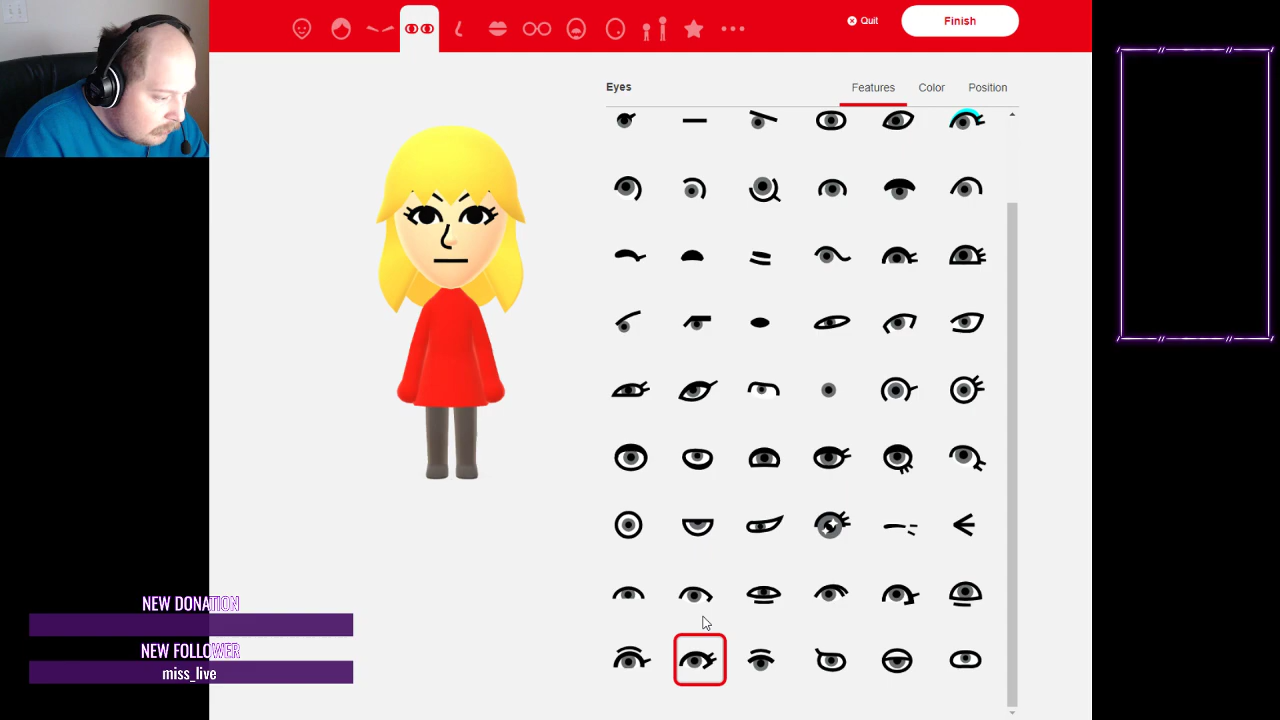 Quit
Finish
Eyes
Features
Color
Position
NEW DONATION
NEW FOLLOWER
miss_live